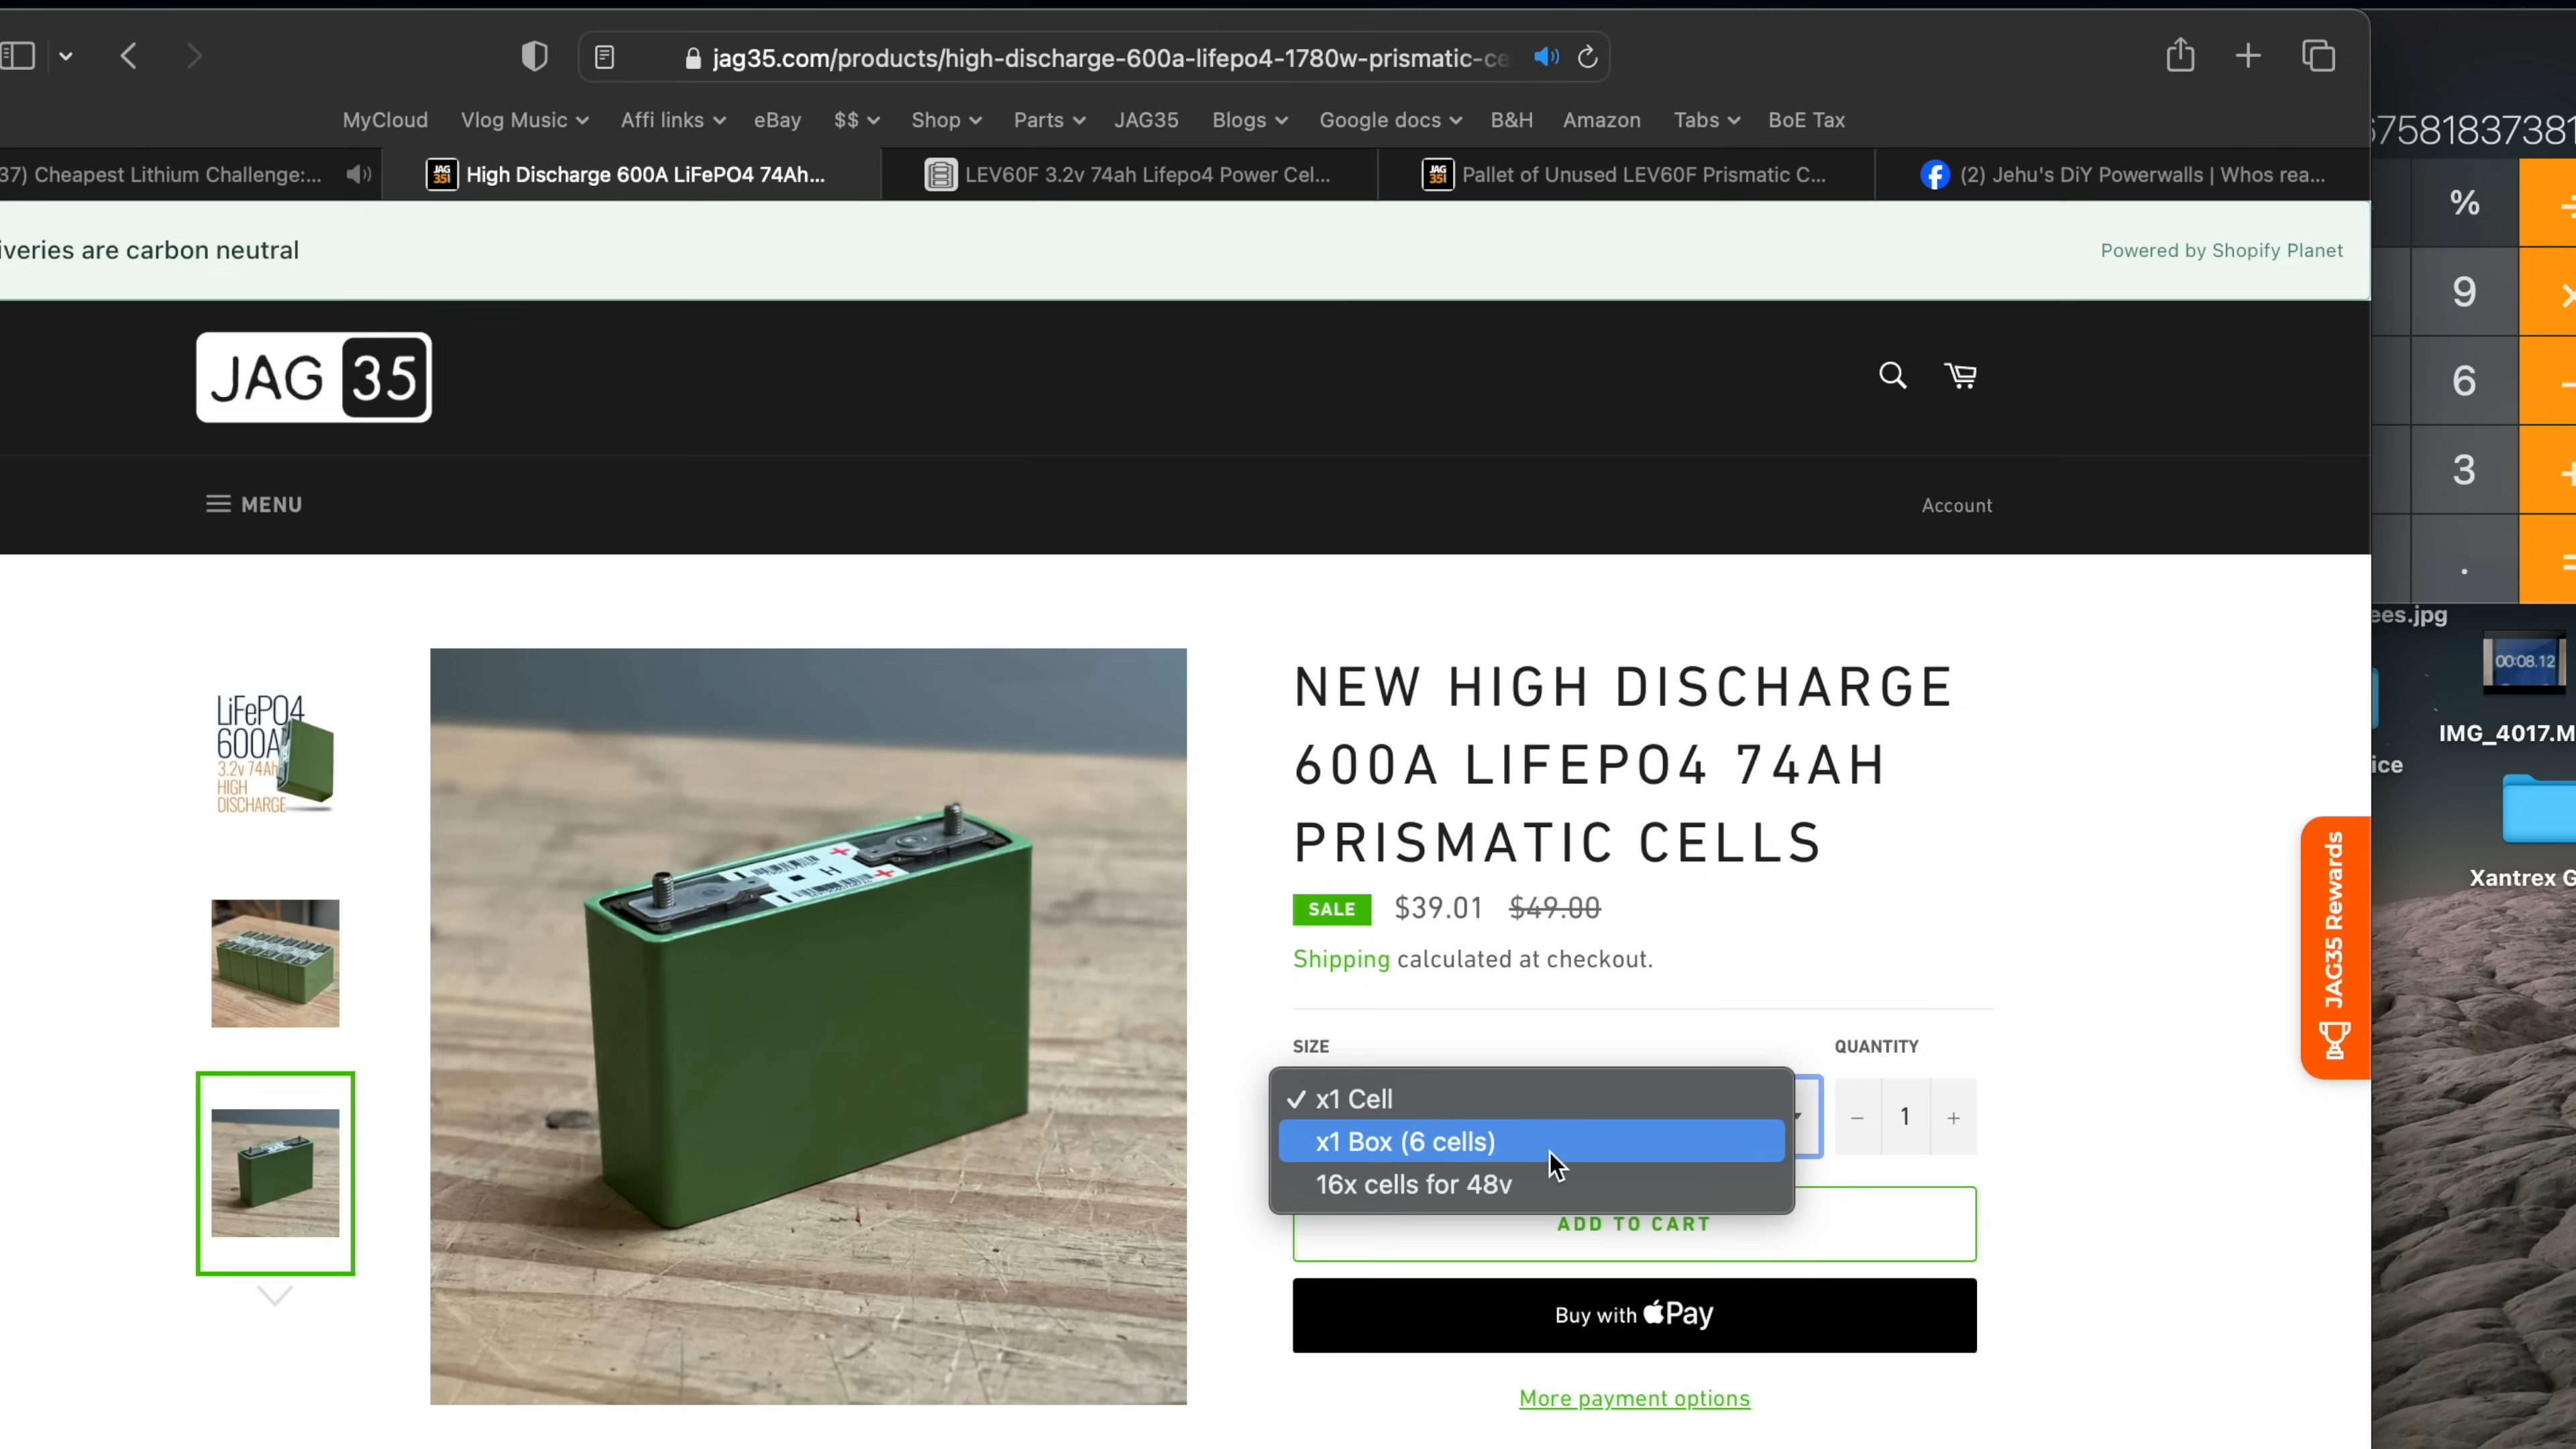 jag35.com/products/high-discharge-600a-lifepo4-1780w-prismatic-ce
MyCloud Vlog Music Affi links eBay $$ Shop Parts JAG35 Blogs Google docs B&H Amazon Tabs BoE Tax
37) Cheapest Lithium Challenge:... High Discharge 600A LiFePO4 74Ah... LEV60F 3.2v 74ah Lifepo4 Power Cel... Pallet of Unused LEV60F Prismatic C... (2) Jehu's DiY Powerwalls | Whos rea...
7581837381
%
9
6
3
.
iveries are carbon neutral
Powered by Shopify Planet
JAG 35
MENU
Account
ees.jpg
00:08.12
IMG_4017.M
ice
Xantrex G
LiFePO4
600A
3.2v 74Ah
HIGH
DISCHARGE
H
NEW HIGH DISCHARGE
600A LIFEPO4 74AH
PRISMATIC CELLS
SALE $39.01 $49.00
Shipping calculated at checkout.
SIZE QUANTITY
✓ x1 Cell
x1 Box (6 cells)
16x cells for 48v
− 1 +
ADD TO CART
Buy with Pay
More payment options
JAG35 Rewards